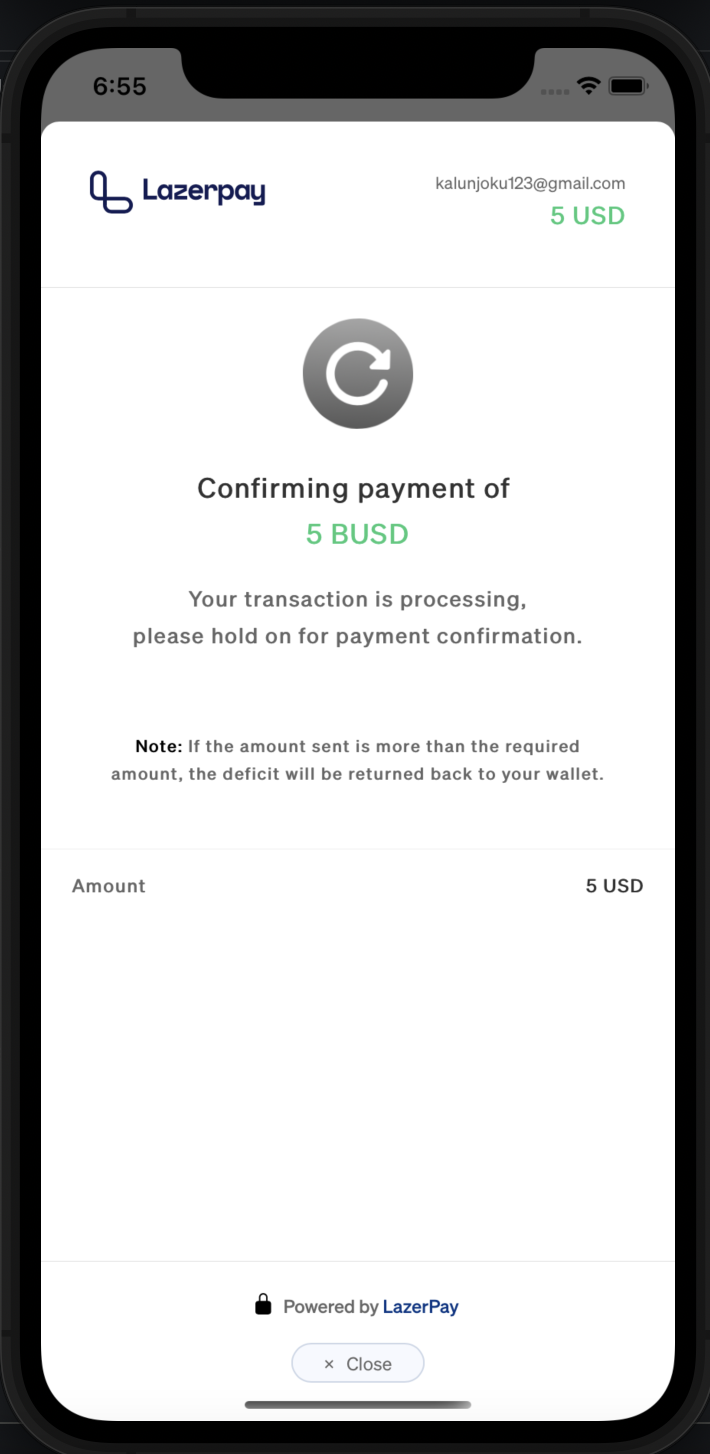 6:55
Lazerpay
kalunjoku123@gmail.com
5 USD
Confirming payment of
5 BUSD
Your transaction is processing,
please hold on for payment confirmation.
Note: If the amount sent is more than the required
amount, the deficit will be returned back to your wallet.
Amount 5 USD
Powered by LazerPay
× Close